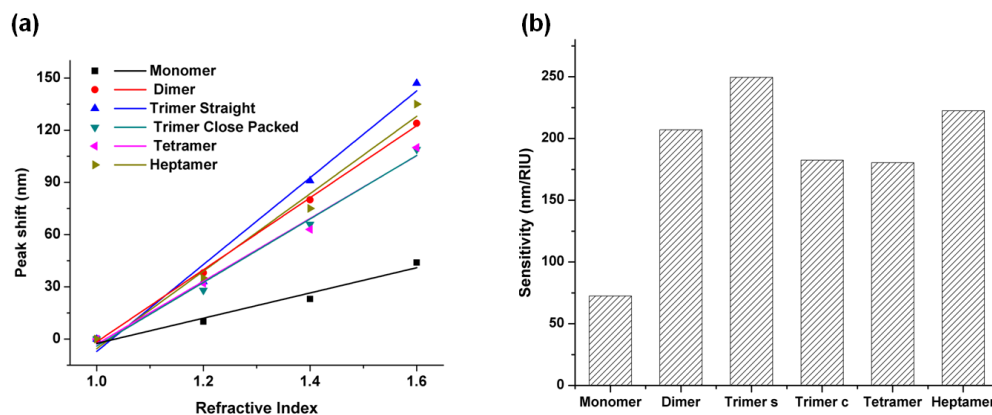 (a)
(b)
150
120
90
60
30
0
Peak shift (nm)
Monomer
Dimer
Trimer Straight
Trimer Close Packed
Tetramer
Heptamer
1.0 1.2 1.4 1.6
Refractive Index
250
200
150
100
50
0
Sensitivity (nm/RIU)
Monomer Dimer Trimer s Trimer c Tetramer Heptamer